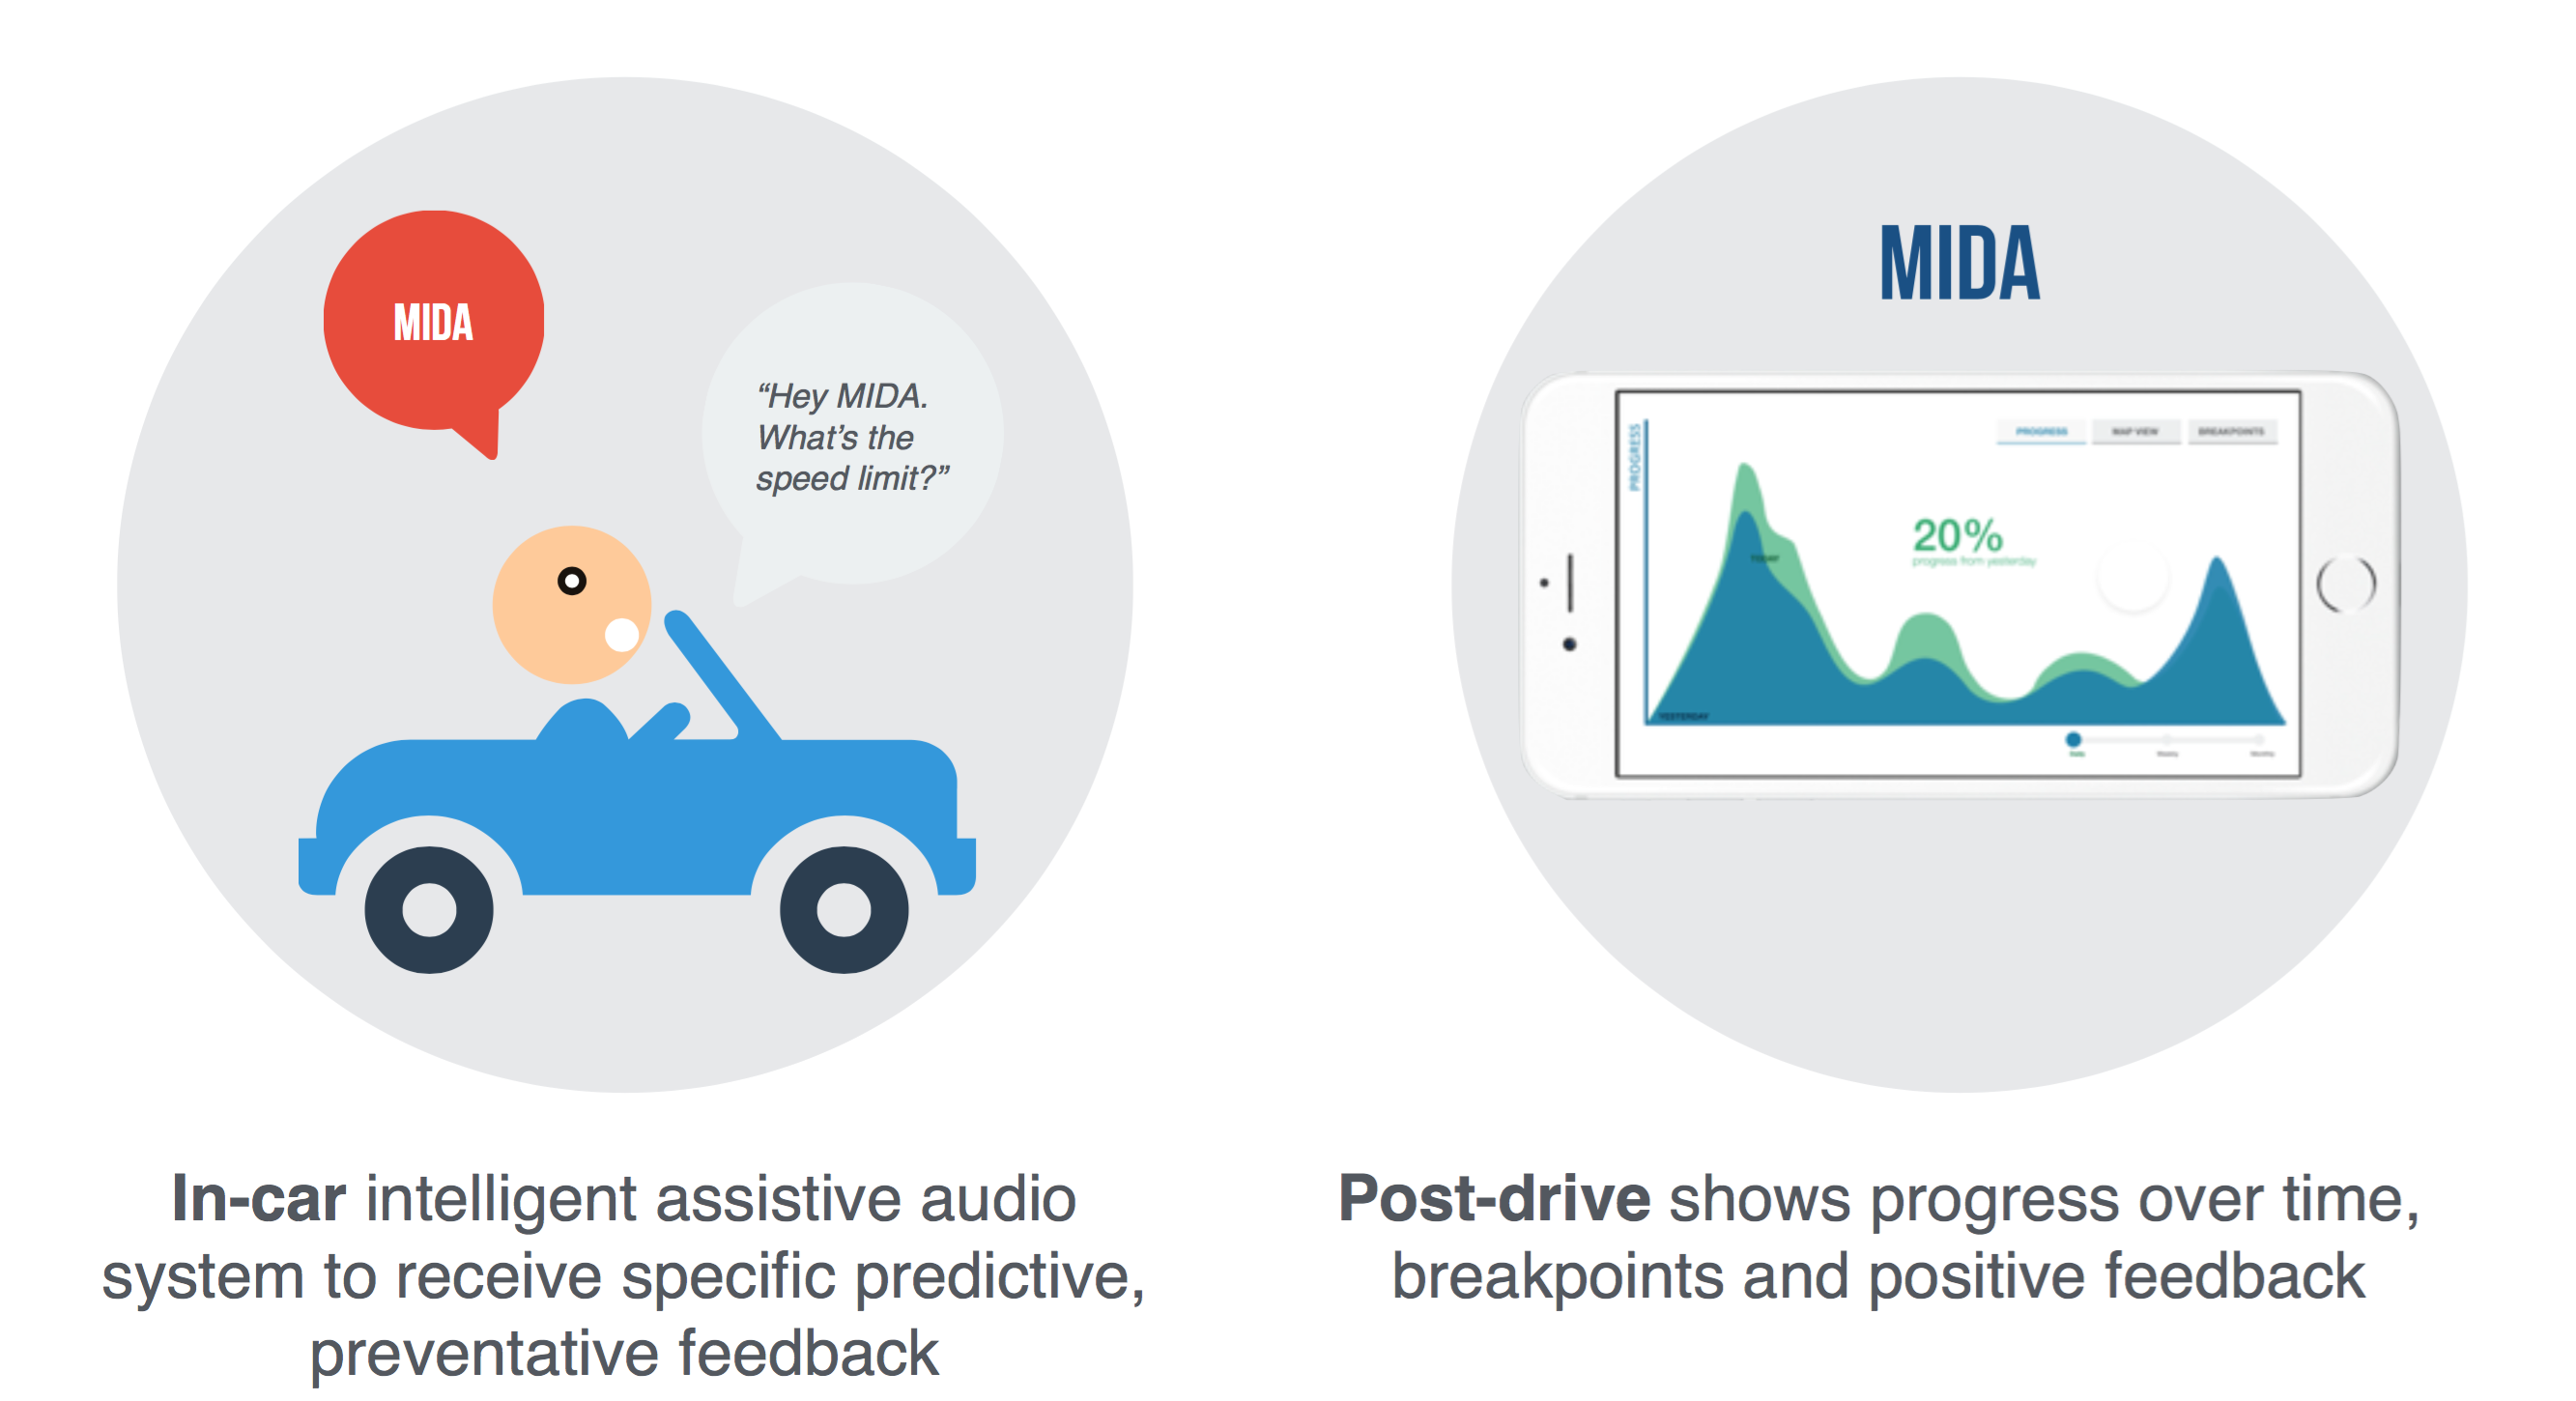 MIDA
“Hey MIDA.
What’s the
speed limit?”
In-car intelligent assistive audio
system to receive specific predictive,
preventative feedback
MIDA
PROGRESS
PROGRESS
MAP VIEW
BREAKPOINTS
20%
progress from yesterday
TODAY
YESTERDAY
Daily
Weekly
Monthly
Post-drive shows progress over time,
breakpoints and positive feedback